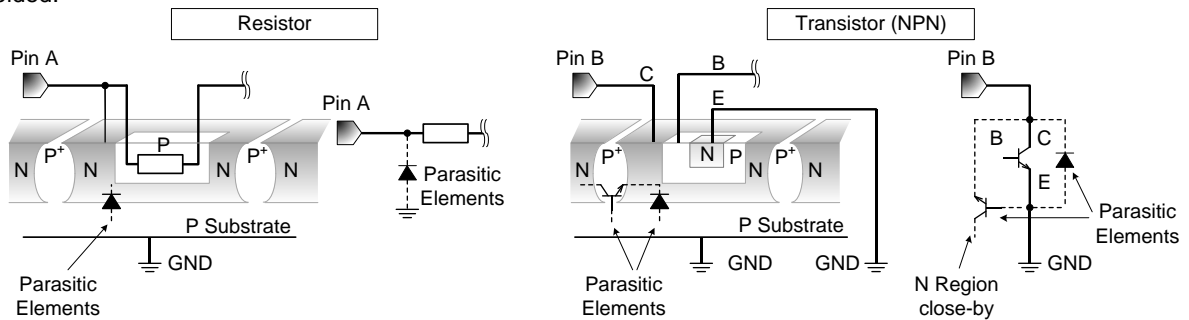 Resistor
Transistor (NPN)
Pin A
Pin B
C
B
E
Pin B
Pin A
N
P+
N
P
N
P+
N
Parasitic
Elements
N
P+
N
N
P
N
P+
N
B
C
E
P Substrate
P Substrate
Parasitic
Elements
GND
GND
GND
GND
Parasitic
Elements
Parasitic
Elements
N Region
close-by